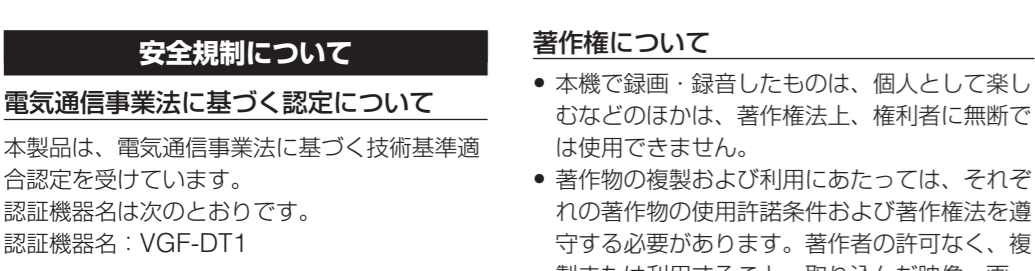 安全規制について
電気通信事業法に基づく認定について
本製品は、電気通信事業法に基づく技術基準適
合認定を受けています。
認証機器名は次のとおりです。
認証機器名：VGF-DT1
著作権について
• 本機で録画・録音したものは、個人として楽し
むなどのほかは、著作権法上、権利者に無断で
は使用できません。
• 著作物の複製および利用にあたっては、それぞ
れの著作物の使用許諾条件および著作権法を遵
守する必要があります。著作者の許可なく、複